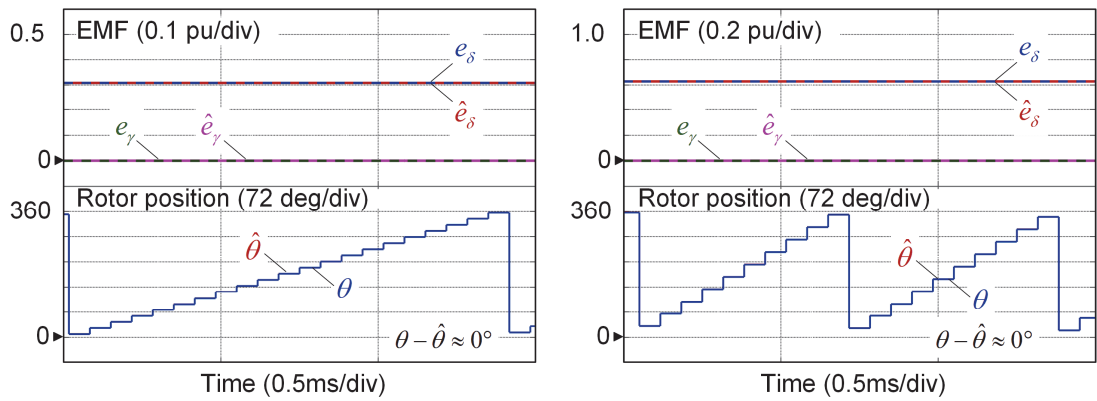 0.5 EMF (0.1 pu/div)
e_δ
ê_δ
e_γ ê_γ
0
Rotor position (72 deg/div)
360
θ̂
θ
0
θ − θ̂ ≈ 0°
Time (0.5ms/div)
1.0 EMF (0.2 pu/div)
e_δ
ê_δ
e_γ ê_γ
0
Rotor position (72 deg/div)
360
θ̂
θ
0
θ − θ̂ ≈ 0°
Time (0.5ms/div)